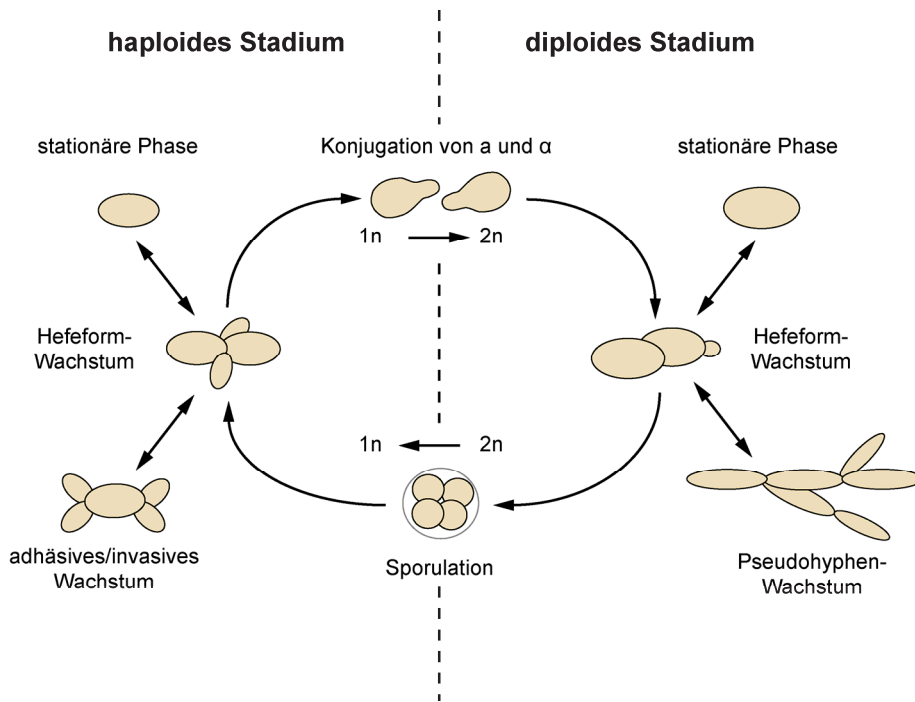 haploides Stadium
diploides Stadium
stationäre Phase
Konjugation von a und α
stationäre Phase
1n
2n
Hefeform-
Wachstum
Hefeform-
Wachstum
1n
2n
adhäsives/invasives
Wachstum
Sporulation
Pseudohyphen-
Wachstum